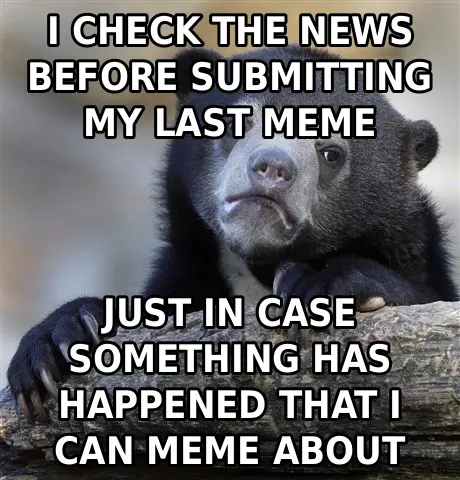 I CHECK THE NEWS
BEFORE SUBMITTING
MY LAST MEME
JUST IN CASE
SOMETHING HAS
HAPPENED THAT I
CAN MEME ABOUT